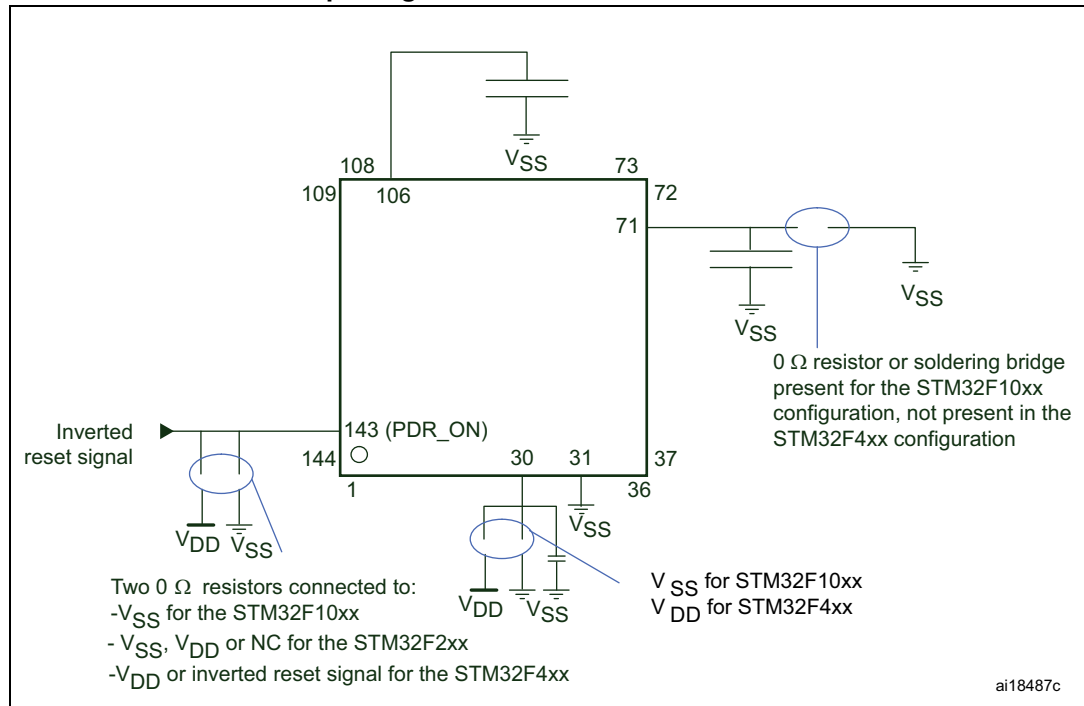 VSS
108
73
109
106
72
71
VSS
VSS
0 Ω resistor or soldering bridge
present for the STM32F10xx
configuration, not present in the
STM32F4xx configuration
Inverted
reset signal
143 (PDR_ON)
144
30
31
37
1
36
VSS
VDD
VSS
VDD
VSS
Two 0 Ω resistors connected to:
-VSS for the STM32F10xx
- VSS, VDD or NC for the STM32F2xx
-VDD or inverted reset signal for the STM32F4xx
VSS for STM32F10xx
VDD for STM32F4xx
ai18487c